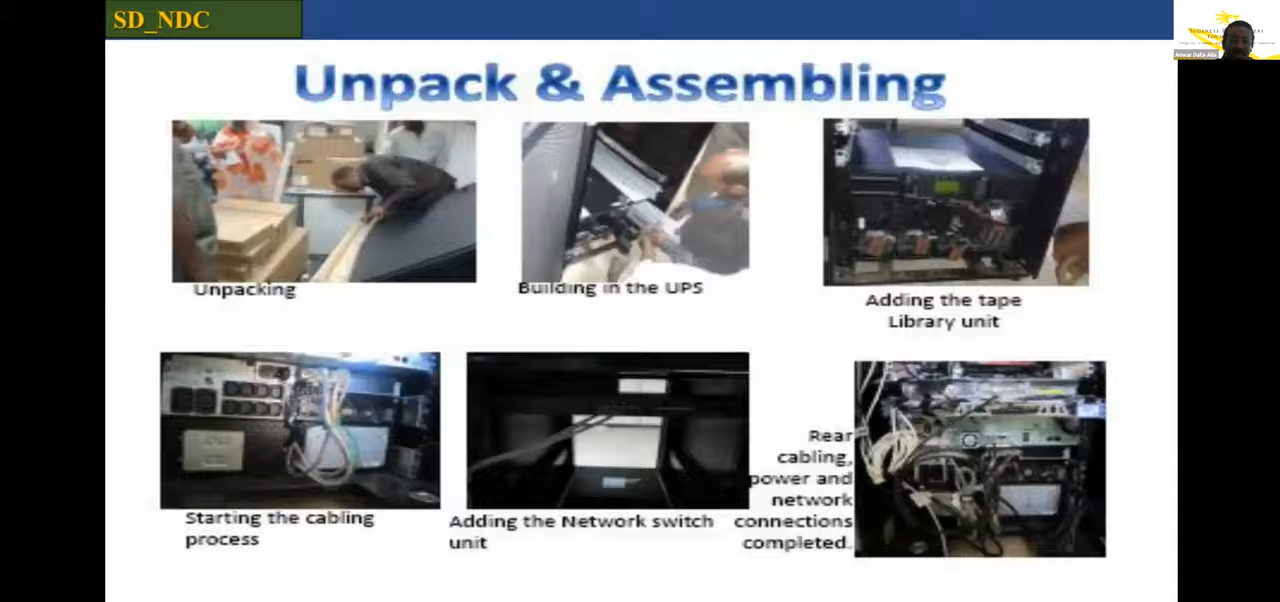 SD_NDC
Unpack & Assembling
Unpacking
Building in the UPS
Adding the tape
Library unit
Starting the cabling
process
Adding the Network switch
unit
Rear
cabling,
power and
network
connections
completed.